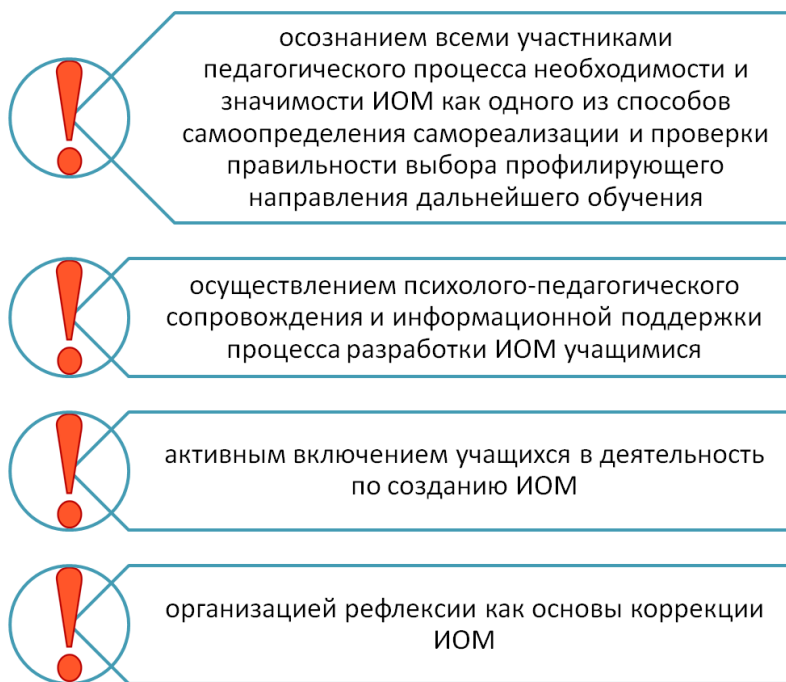 осознанием всеми участниками
педагогического процесса необходимости и
значимости ИОМ как одного из способов
самоопределения самореализации и проверки
правильности выбора профилирующего
направления дальнейшего обучения
осуществлением психолого-педагогического
сопровождения и информационной поддержки
процесса разработки ИОМ учащимися
активным включением учащихся в деятельность
по созданию ИОМ
организацией рефлексии как основы коррекции
ИОМ